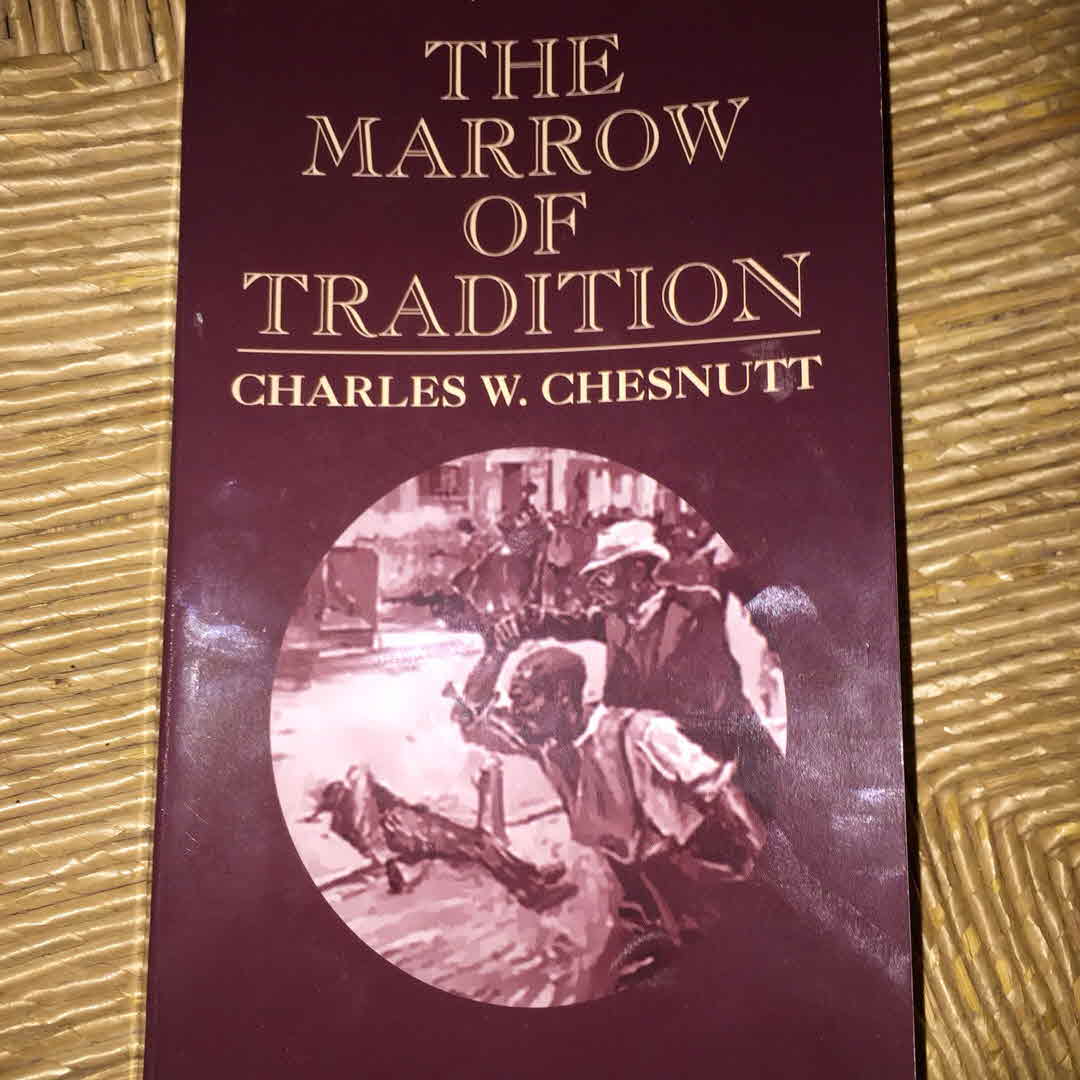 THE
MARROW
OF
TRADITION
CHARLES W. CHESNUTT